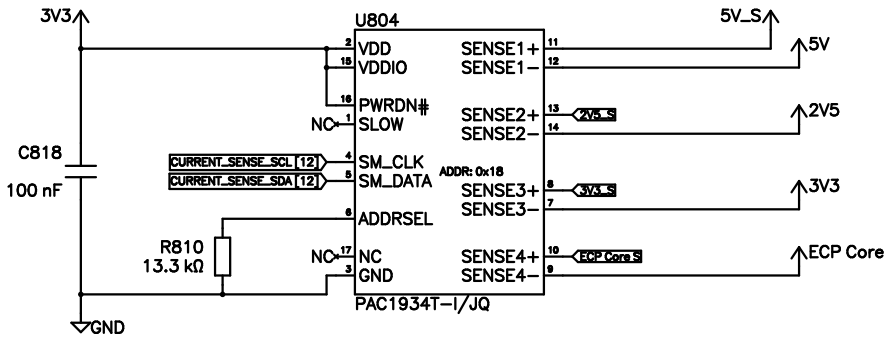 3V3
U804
5V_S
2 VDD SENSE1+ 11
5V
15 VDDIO SENSE1− 12
16 PWRDN#
SENSE2+ 13 2V5_S
2V5
NC 1 SLOW
SENSE2− 14
C818
100 nF
CURRENT_SENSE_SCL [12] 4 SM_CLK
ADDR: 0x18
CURRENT_SENSE_SDA [12] 5 SM_DATA
SENSE3+ 8 3V3_S
3V3
SENSE3− 7
6 ADDRSEL
R810
13.3 kΩ
NC 17 NC SENSE4+ 10 ECP Core S
ECP Core
3 GND SENSE4− 9
PAC1934T−I/JQ
GND